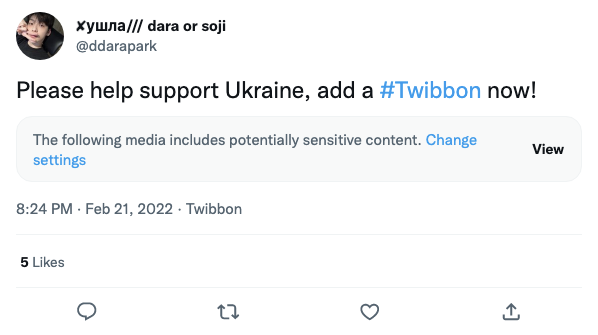 ✘ушла/// dara or soji
@ddarapark
Please help support Ukraine, add a #Twibbon now!
The following media includes potentially sensitive content. Change
settings
View
8:24 PM · Feb 21, 2022 · Twibbon
5 Likes